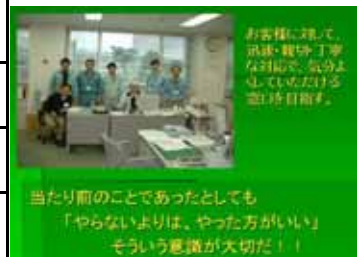 お客様に対して、
迅速・親切・丁寧
な対応で、気分よ
くしていただける
窓口を目指す。
当たり前のことであったとしても
「やらないよりは、やった方がいい」
そういう意識が大切だ！！